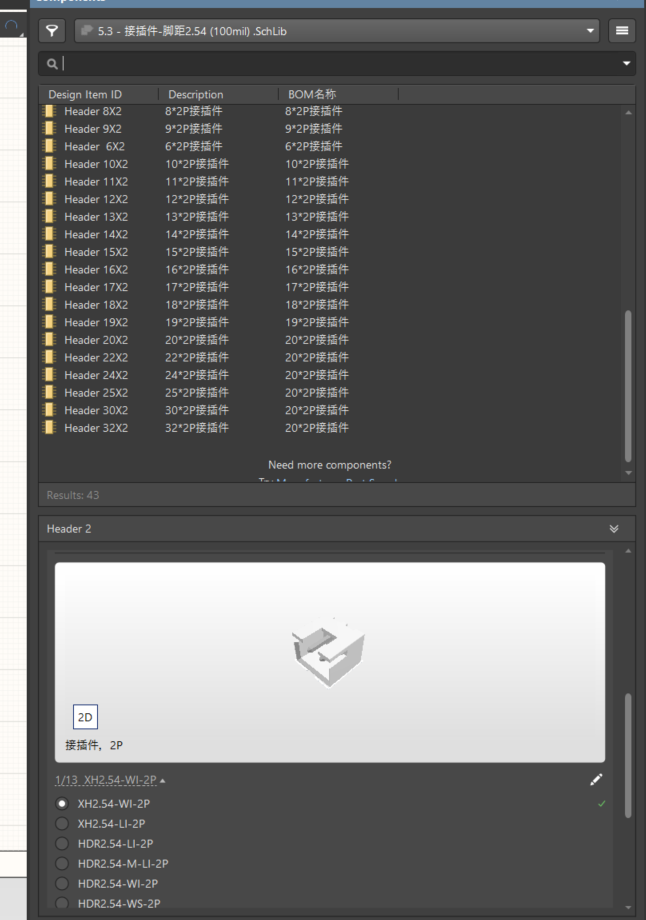 Components
5.3 - 接插件-脚距2.54 (100mil) .SchLib
Design Item ID Description BOM名称
Header 8X2 8*2P接插件 8*2P接插件
Header 9X2 9*2P接插件 9*2P接插件
Header  6X2 6*2P接插件 6*2P接插件
Header 10X2 10*2P接插件 10*2P接插件
Header 11X2 11*2P接插件 11*2P接插件
Header 12X2 12*2P接插件 12*2P接插件
Header 13X2 13*2P接插件 13*2P接插件
Header 14X2 14*2P接插件 14*2P接插件
Header 15X2 15*2P接插件 15*2P接插件
Header 16X2 16*2P接插件 16*2P接插件
Header 17X2 17*2P接插件 17*2P接插件
Header 18X2 18*2P接插件 18*2P接插件
Header 19X2 19*2P接插件 19*2P接插件
Header 20X2 20*2P接插件 20*2P接插件
Header 22X2 22*2P接插件 20*2P接插件
Header 24X2 24*2P接插件 20*2P接插件
Header 25X2 25*2P接插件 20*2P接插件
Header 30X2 30*2P接插件 20*2P接插件
Header 32X2 32*2P接插件 20*2P接插件
Need more components?
Results: 43
Header 2
2D
接插件，2P
1/13 XH2.54-WI-2P
XH2.54-WI-2P
XH2.54-LI-2P
HDR2.54-LI-2P
HDR2.54-M-LI-2P
HDR2.54-WI-2P
HDR2.54-WS-2P